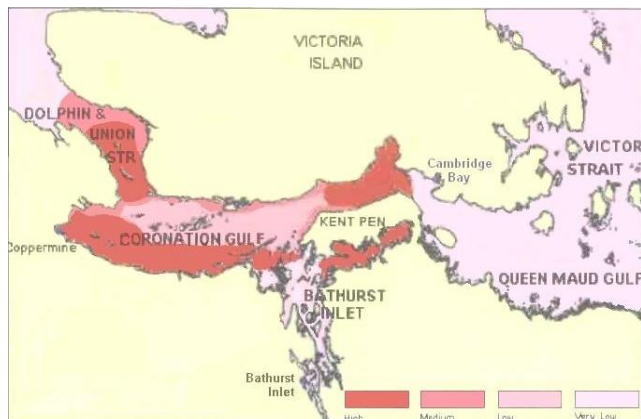 VICTORIA
ISLAND
DOLPHIN &
UNION
STR
Cambridge
Bay
VICTOR
STRAIT
KENT PEN
Coppermine
CORONATION GULF
QUEEN MAUD GULF
BATHURST
INLET
Bathurst
Inlet
High
Medium
Low
Very Low